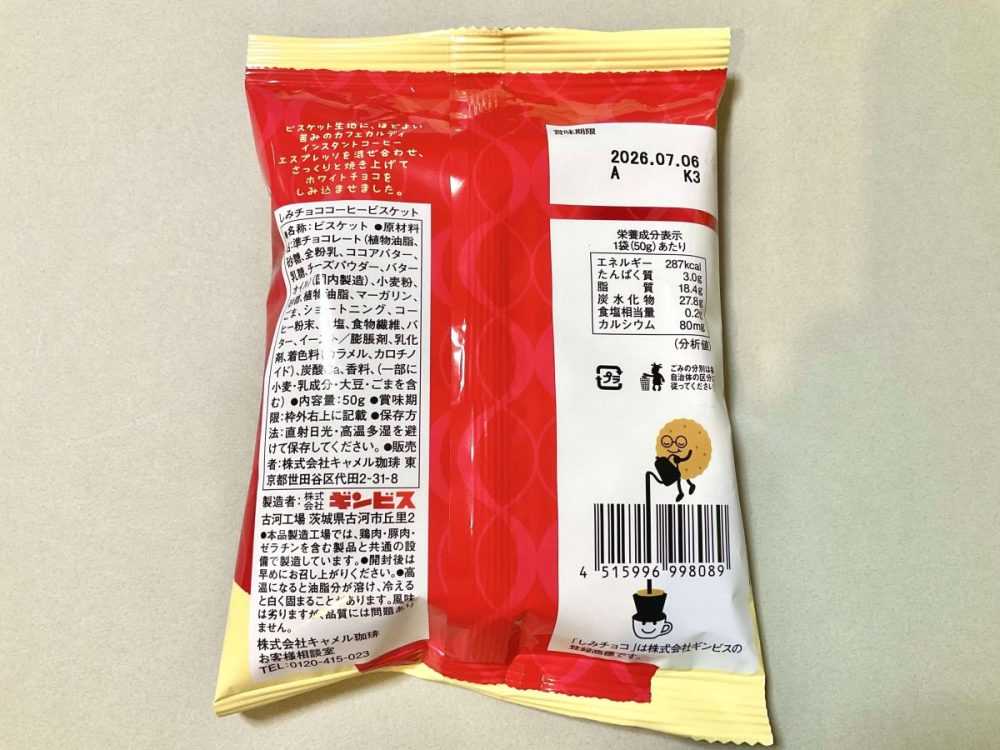 ビスケット生地に、ほどよい
苦みのカフェカルディ
インスタントコーヒー
エスプレッソを混ぜ合わせ、
さっくりと焼き上げて
ホワイトチョコを
しみ込ませました。
しみチョココーヒービスケット
名称:ビスケット ●原材料
準チョコレート(植物油脂、
砂糖、全粉乳、ココアバター、
乳糖、チーズパウダー、バター
オイル)(国内製造)、小麦粉、
植物油脂、マーガリン、
ごま、ショートニング、コー
ヒー粉末、食塩、食物繊維、バ
ター、イースト/膨脹剤、乳化
剤、着色料(カラメル、カロチノ
イド)、炭酸Ca、香料、(一部に
小麦・乳成分・大豆・ごまを含
む) ●内容量:50g ●賞味期
限:枠外右上に記載 ●保存方
法:直射日光・高温多湿を避
けて保存してください。 ●販売
者:株式会社キャメル珈琲 東
京都世田谷区代田2-31-8
製造者:株式会社 ギンビス
古河工場 茨城県古河市丘里2
●本品製造工場では、鶏肉・豚肉・
ゼラチンを含む製品と共通の設
備で製造しています。●開封後は
早めにお召し上がりください。●高
温になると油脂分が溶け、冷える
と白く固まることがあります。風味
は劣りますが、品質には問題あり
ません。
株式会社キャメル珈琲
お客様相談室
TEL:0120-415-023
賞味期限
2026.07.06
A K3
栄養成分表示
1袋(50g)あたり
エネルギー 287kcal
たんぱく質 3.0g
脂質 18.4g
炭水化物 27.8g
食塩相当量 0.2g
カルシウム 80mg
(分析値)
プラ
ごみの分別は各
自治体の区分に
従ってください。
4 515996 998089
「しみチョコ」は株式会社ギンビスの
登録商標です。